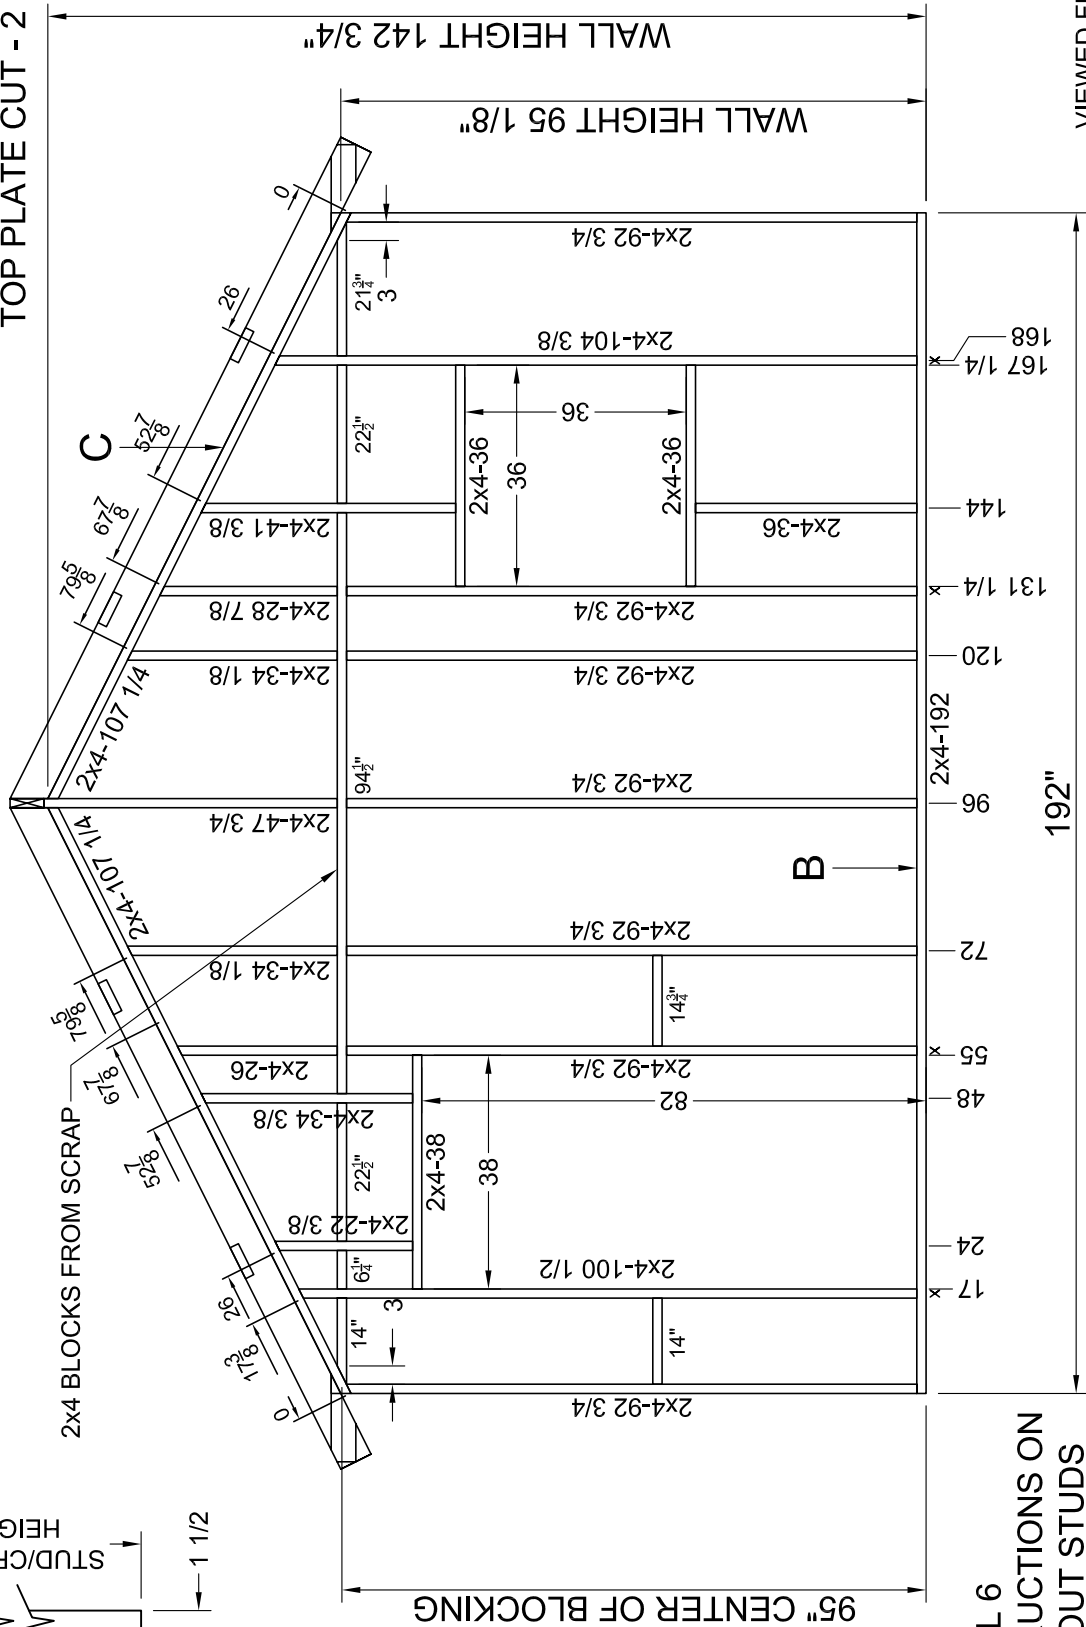 TOP PLATE CUT - 2
WALL HEIGHT 142 3/4"
WALL HEIGHT 95 1/8"
0
26
52 7/8
67 7/8
79 5/8
C
2x4-107 1/4
2x4-107 1/4
79 5/8
67 7/8
52 7/8
26
17 3/8
0
2x4 BLOCKS FROM SCRAP
HEIG
STUD/CR
1 1/2
95" CENTER OF BLOCKING
2x4-92 3/4
3
14"
14"
6 1/4"
2x4-100 1/2
2x4-22 3/8
22 1/2"
2x4-34 3/8
2x4-38
38
82
2x4-26
2x4-92 3/4
14 3/4"
2x4-34 1/8
2x4-92 3/4
B
2x4-47 3/4
94 1/2"
2x4-92 3/4
2x4-34 1/8
2x4-92 3/4
2x4-28 7/8
2x4-92 3/4
2x4-41 3/8
22 1/2"
2x4-36
36
36
2x4-36
2x4-36
2x4-104 3/8
21 3/4"
3
2x4-92 3/4
x 17
24
48
x 55
72
96
2x4-192
120
x 131 1/4
144
167 1/4
x 168
192"
L 6
UCTIONS ON
OUT STUDS